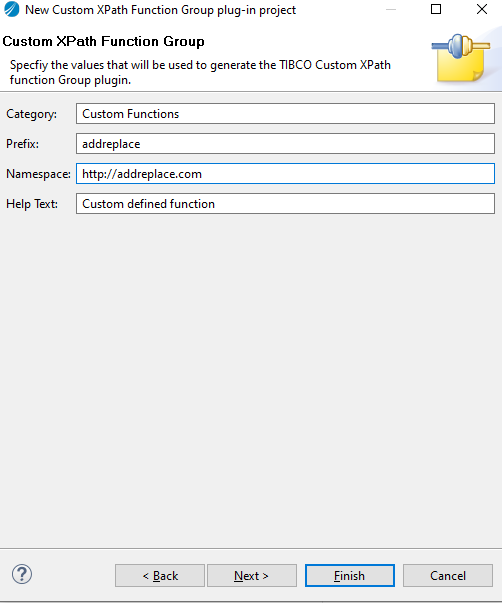 New Custom XPath Function Group plug-in project
Custom XPath Function Group
Specfiy the values that will be used to generate the TIBCO Custom XPath
function Group plugin.
Category: Custom Functions
Prefix: addreplace
Namespace: http://addreplace.com
Help Text: Custom defined function
? < Back Next > Finish Cancel